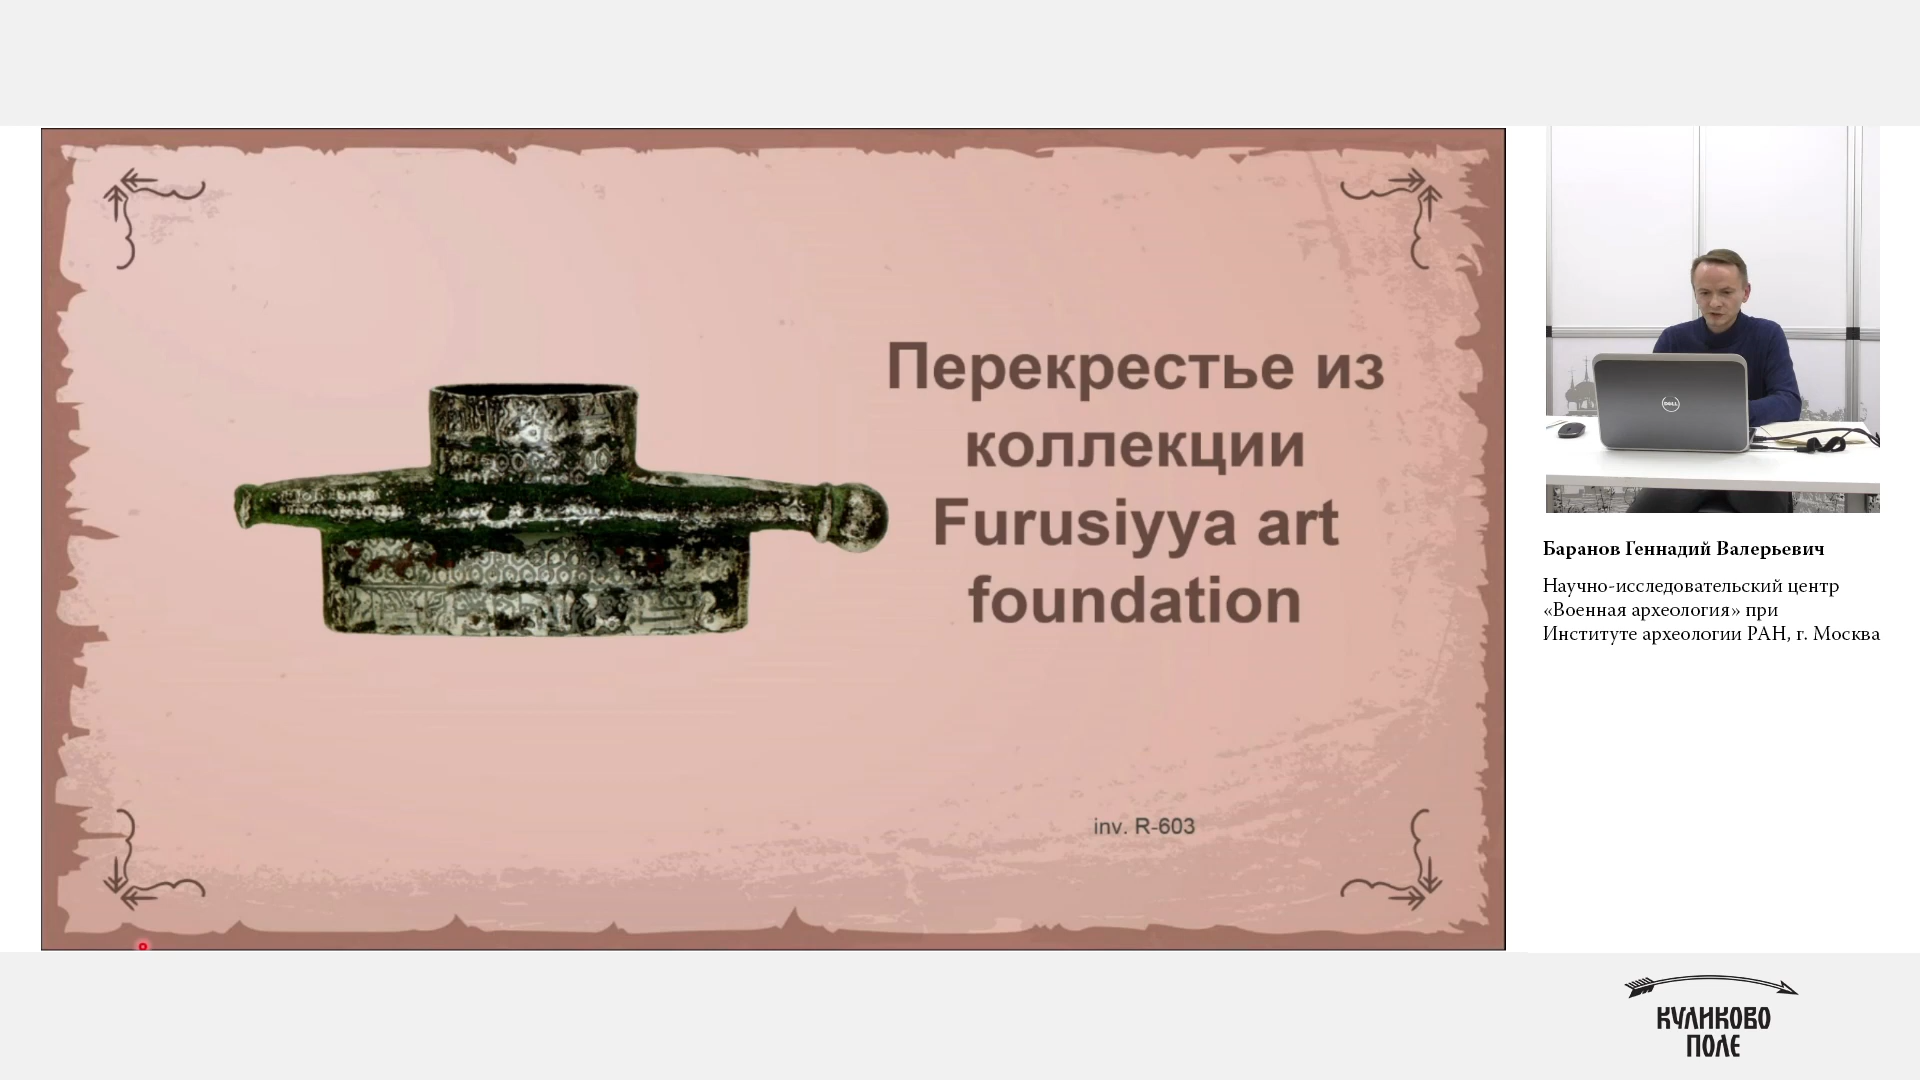 Перекрестье из
коллекции
Furusiyya art
foundation
inv. R-603
DELL
Баранов Геннадий Валерьевич
Научно-исследовательский центр
«Военная археология» при
Институте археологии РАН, г. Москва
КУЛИКОВО
ПОЛЕ